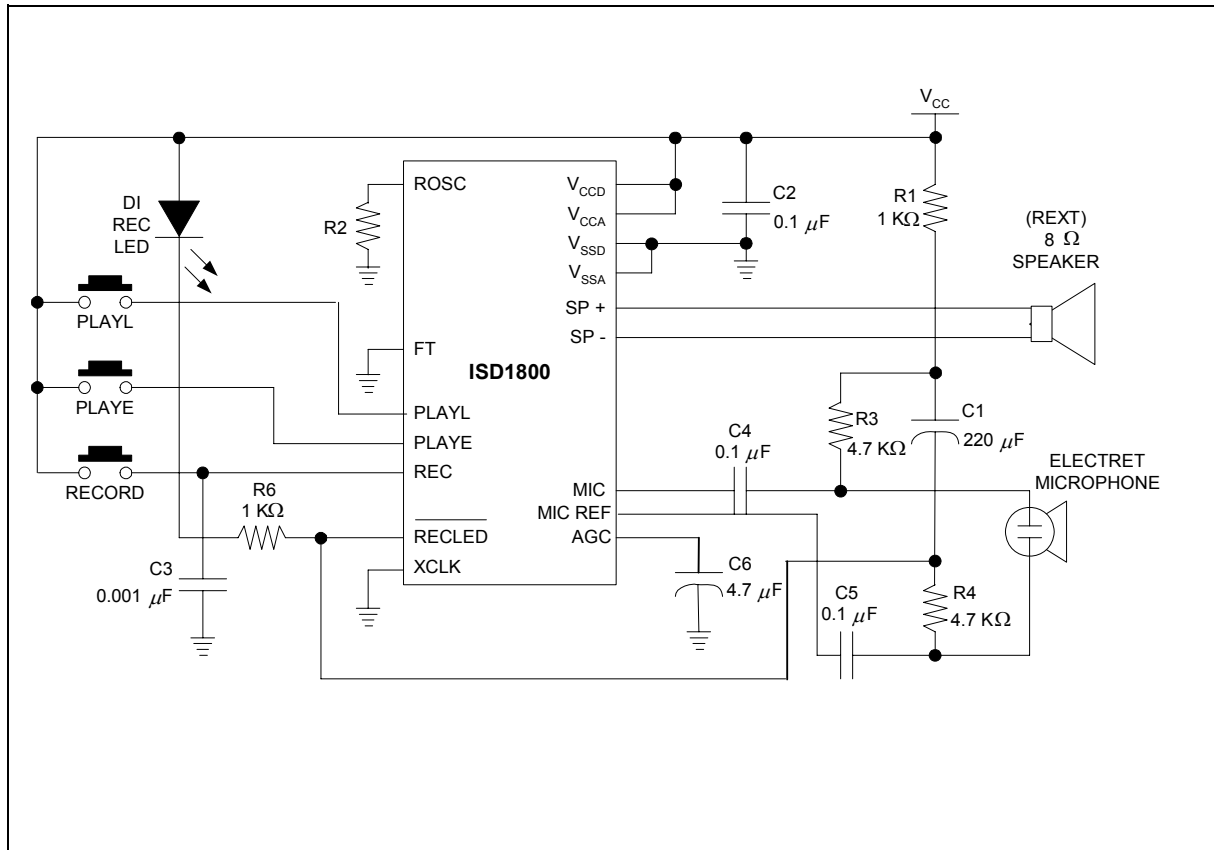 VCC
DI
REC
LED
R2
ROSC
VCCD
VCCA
VSSD
VSSA
SP +
SP -
C2
0.1 µF
R1
1 KΩ
(REXT)
8 Ω
SPEAKER
PLAYL
PLAYE
RECORD
FT
ISD1800
PLAYL
PLAYE
REC
RECLED
XCLK
MIC
MIC REF
AGC
R6
1 KΩ
C3
0.001 µF
C4
0.1 µF
R3
4.7 KΩ
C1
220 µF
ELECTRET
MICROPHONE
C6
4.7 µF
C5
0.1 µF
R4
4.7 KΩ